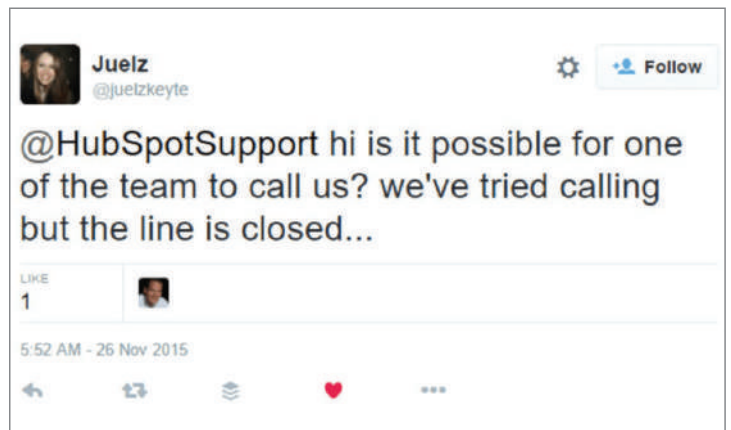 Juelz
@juelzkeyte
Follow
@HubSpotSupport hi is it possible for one
of the team to call us? we've tried calling
but the line is closed...
LIKE
1
5:52 AM - 26 Nov 2015